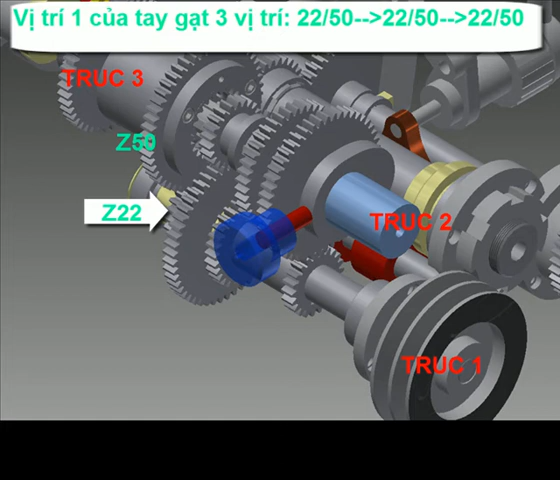 Vị trí 1 của tay gạt 3 vị trí: 22/50-->22/50-->22/50
TRUC 3
Z50
Z22
TRUC 2
TRUC 1